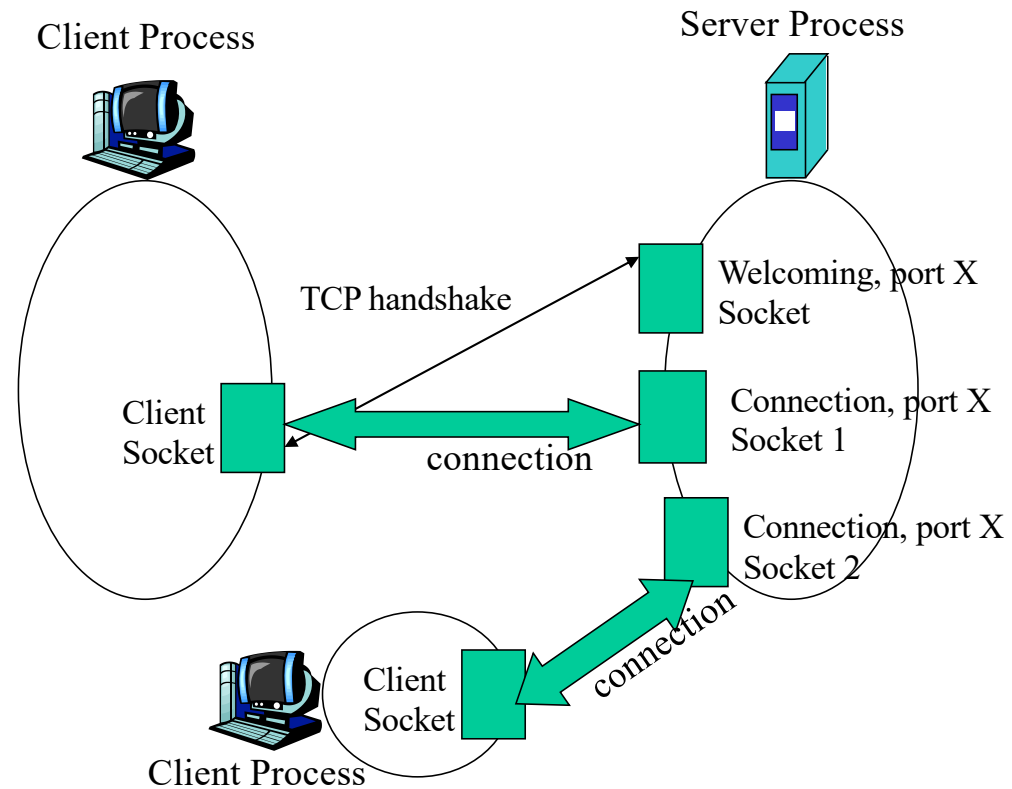 Client Process
Server Process
Welcoming, port X
Socket
TCP handshake
Client
Socket
Connection, port X
Socket 1
connection
Connection, port X
Socket 2
connection
Client
Socket
Client Process